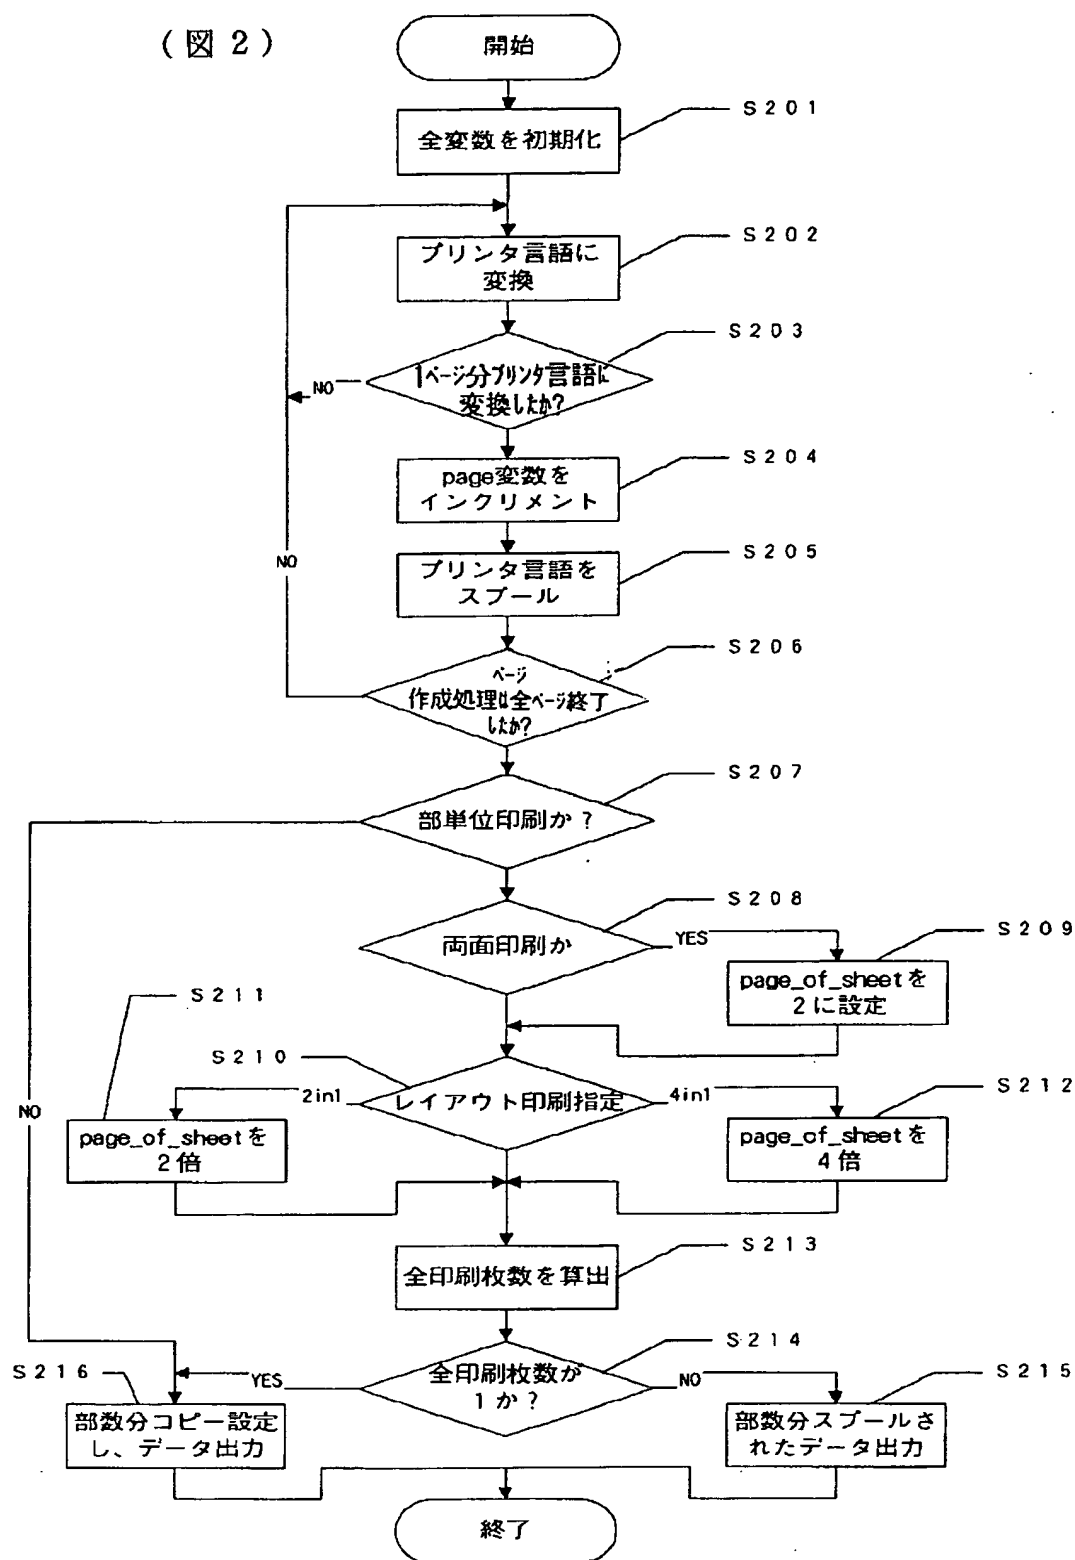 (図 2)
開始
S201
全変数を初期化
S202
プリンタ言語に
変換
S203
1ページ分プリンタ言語に
変換したか?
NO
S204
page変数を
インクリメント
S205
プリンタ言語を
スプール
NO
S206
ページ
作成処理は全ページ終了
したか?
S207
部単位印刷か?
S208
両面印刷か
YES
S209
page_of_sheetを
2に設定
S211
S210
レイアウト印刷指定
2in1
4in1
S212
NO
page_of_sheetを
2倍
page_of_sheetを
4倍
S213
全印刷枚数を算出
S214
全印刷枚数が
1か?
YES
NO
S216
S215
部数分コピー設定
し、データ出力
部数分スプールさ
れたデータ出力
終了